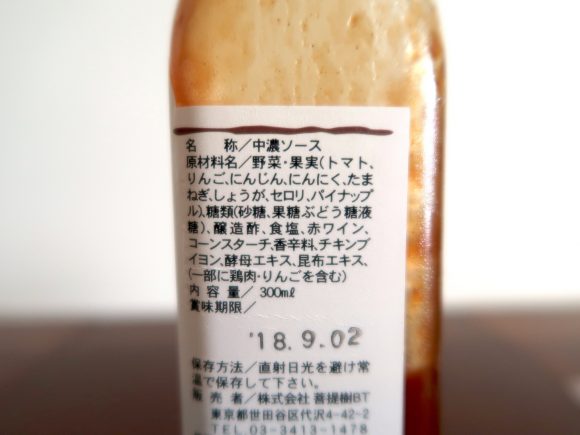 名　　称／中濃ソース
原材料名／野菜・果実(トマト、
りんご、にんじん、にんにく、たま
ねぎ、しょうが、セロリ、パイナップ
ル)、糖類(砂糖、果糖ぶどう糖液
糖)、醸造酢、食塩、赤ワイン、
コーンスターチ、香辛料、チキンブ
イヨン、酵母エキス、昆布エキス、
(一部に鶏肉・りんごを含む)
内 容 量／300mℓ
賞味期限／
'18.9.02
保存方法／直射日光を避け常
温で保存して下さい。
販 売 者／株式会社 菩提樹BT
東京都世田谷区代沢4-42-2
TEL 03-3413-1478